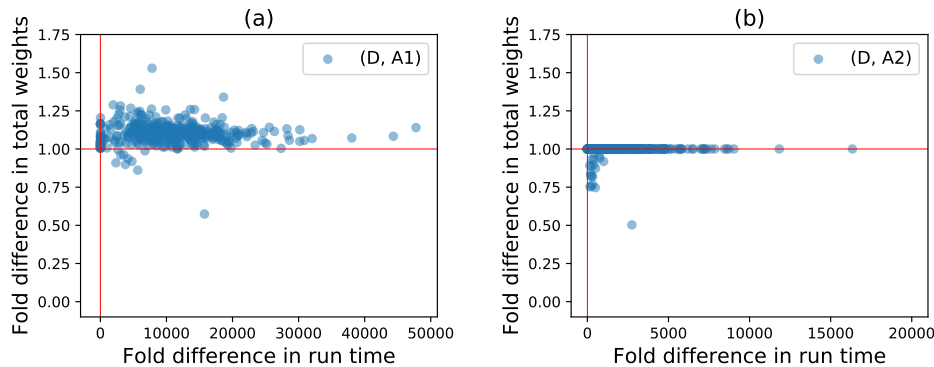 (a)
Fold difference in total weights
1.75
1.50
1.25
1.00
0.75
0.50
0.25
0.00
(D, A1)
0 10000 20000 30000 40000 50000
Fold difference in run time
(b)
Fold difference in total weights
1.75
1.50
1.25
1.00
0.75
0.50
0.25
0.00
(D, A2)
0 5000 10000 15000 20000
Fold difference in run time